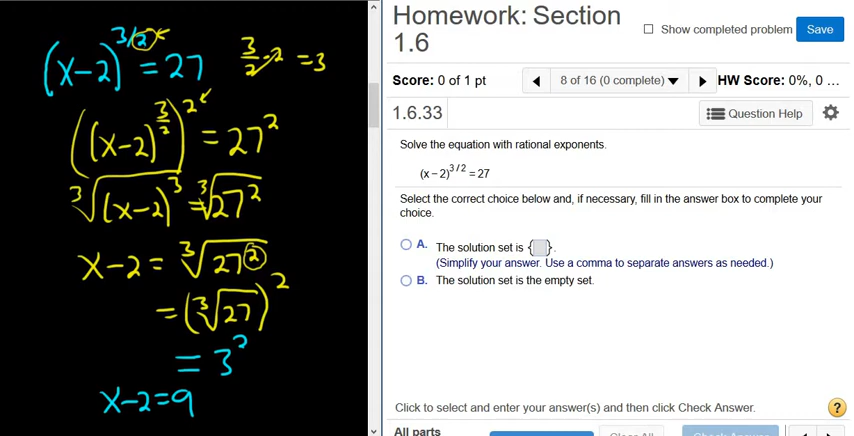 (x-2)^{3/2} = 27
3/2 · 2 = 3
((x-2)^{3/2})^2 = 27^2
∛(x-2)^3 = ∛27^2
x-2 = ∛27^2
= (∛27)^2
= 3^2
x-2=9
Homework: Section 1.6
Show completed problem
Save
Score: 0 of 1 pt
8 of 16 (0 complete)
HW Score: 0%, 0 ...
1.6.33
Question Help
Solve the equation with rational exponents.
(x-2)^{3/2} = 27
Select the correct choice below and, if necessary, fill in the answer box to complete your
choice.
A. The solution set is { }.
(Simplify your answer. Use a comma to separate answers as needed.)
B. The solution set is the empty set.
Click to select and enter your answer(s) and then click Check Answer.
?
All parts
Clear All
Check Answer